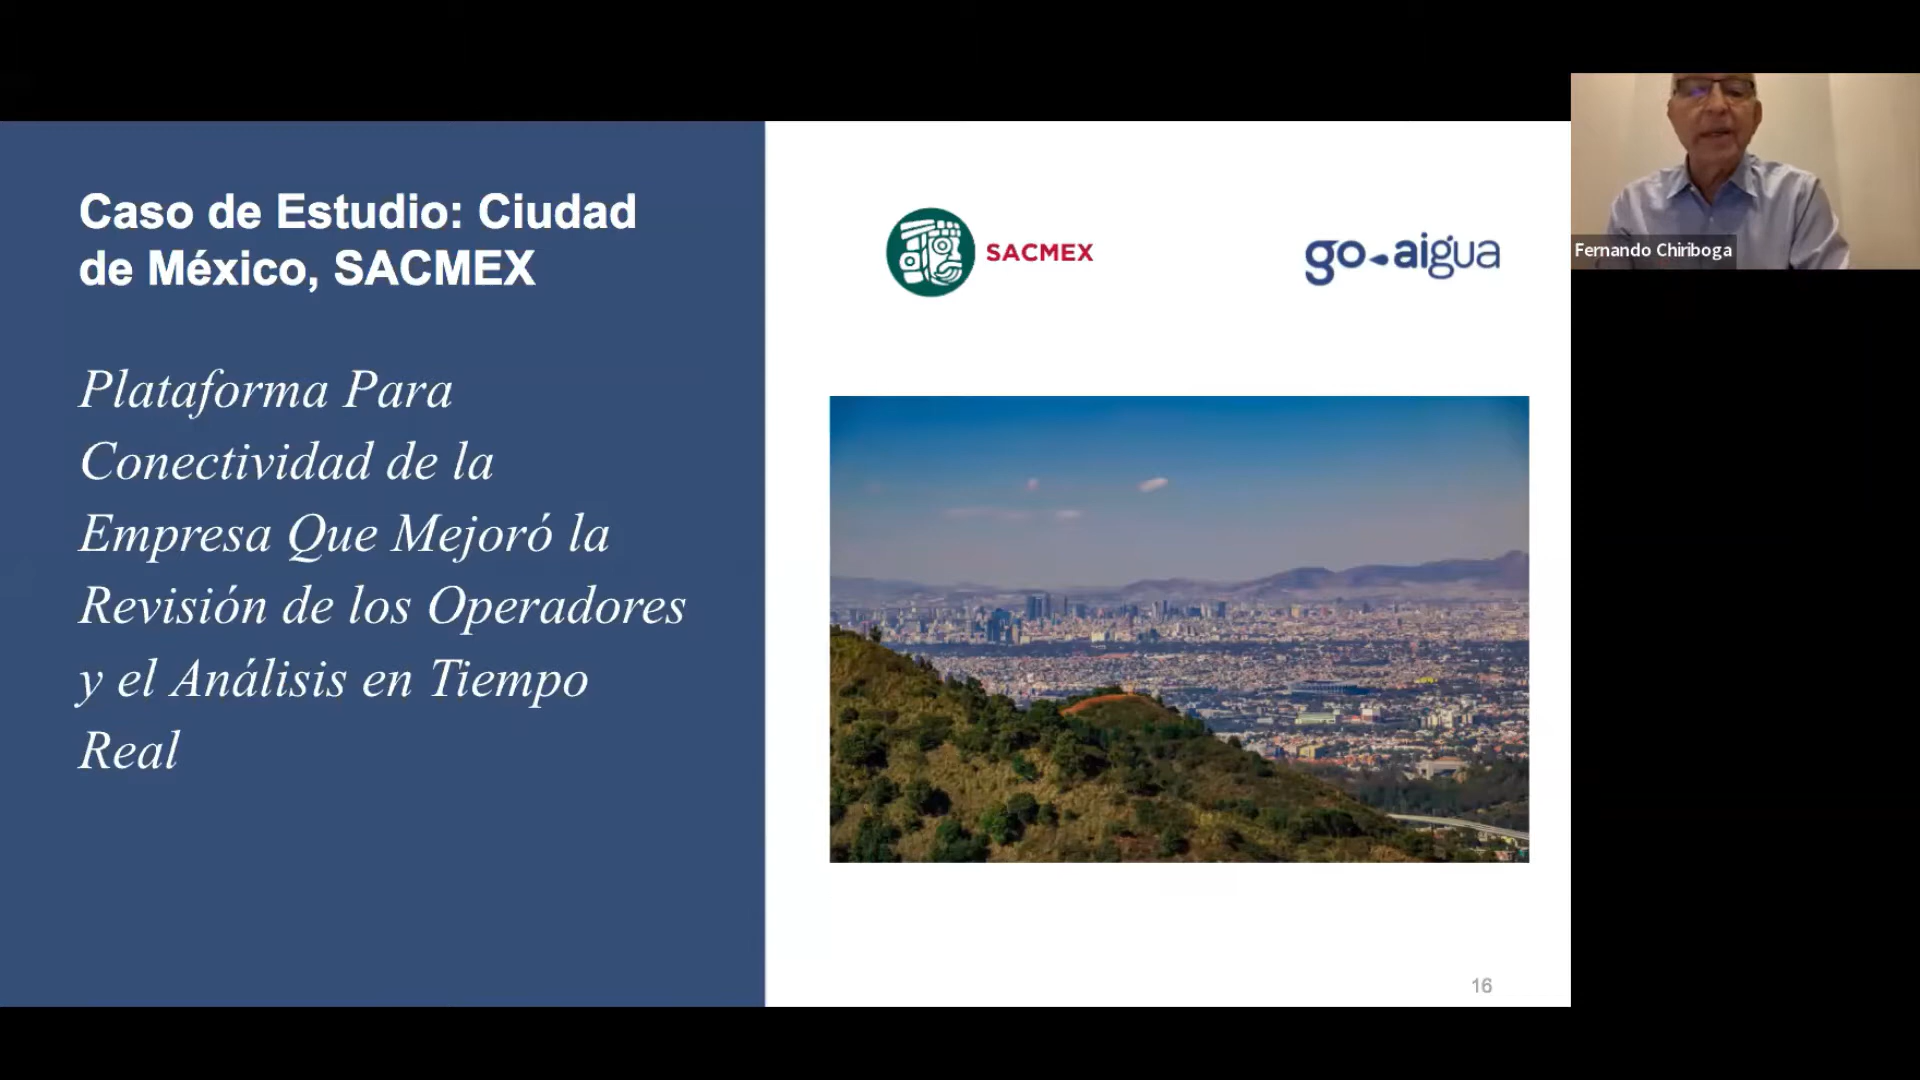 Caso de Estudio: Ciudad
de México, SACMEX
Plataforma Para
Conectividad de la
Empresa Que Mejoró la
Revisión de los Operadores
y el Análisis en Tiempo
Real
SACMEX
go-aigua
Fernando Chiriboga
16